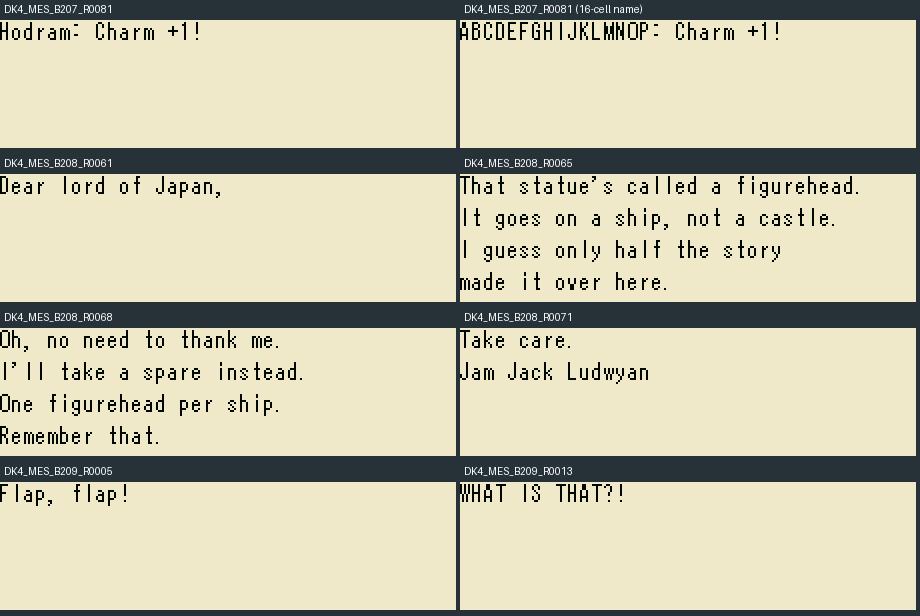 DK4_MES_B207_R0081
Hodram: Charm +1!
DK4_MES_B207_R0081 (16-cell name)
ABCDEFGHIJKLMNOP: Charm +1!
DK4_MES_B208_R0061
Dear lord of Japan,
DK4_MES_B208_R0065
That statue's called a figurehead.
It goes on a ship, not a castle.
I guess only half the story
made it over here.
DK4_MES_B208_R0068
Oh, no need to thank me.
I'll take a spare instead.
One figurehead per ship.
Remember that.
DK4_MES_B208_R0071
Take care.
Jam Jack Ludwyan
DK4_MES_B209_R0005
Flap, flap!
DK4_MES_B209_R0013
WHAT IS THAT?!